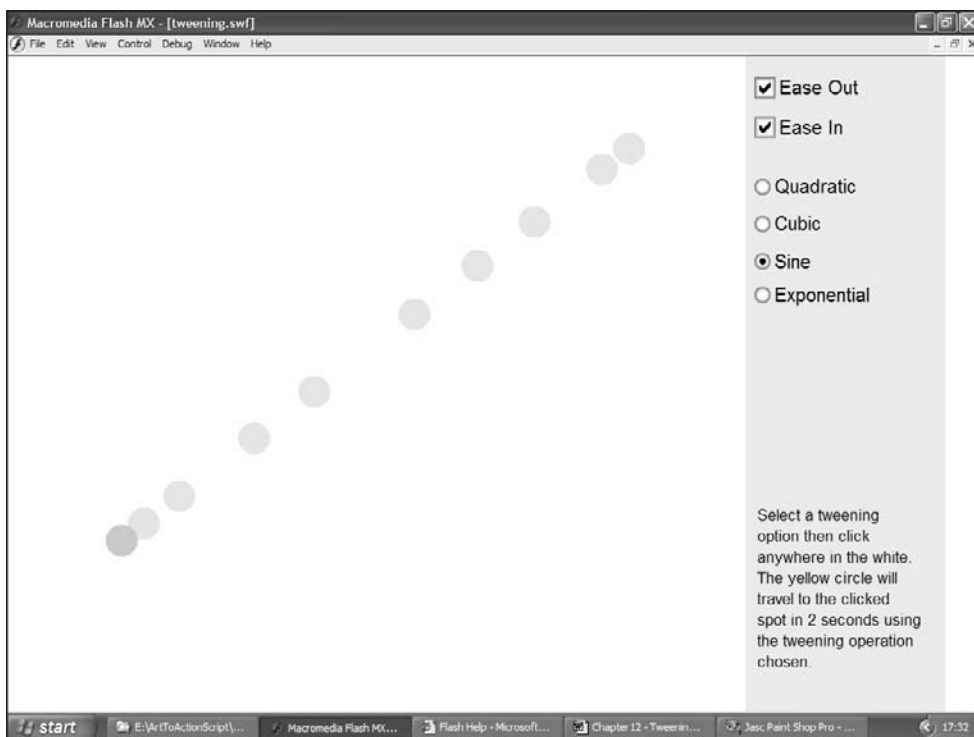 Macromedia Flash MX - [tweening.swf]
File Edit View Control Debug Window Help
Ease Out
Ease In
Quadratic
Cubic
Sine
Exponential
Select a tweening
option then click
anywhere in the white.
The yellow circle will
travel to the clicked
spot in 2 seconds using
the tweening operation
chosen.
start E:\ArtToActionScript\... Macromedia Flash MX... Flash Help - Microsoft... Chapter 12 - Tweenin... Jasc Paint Shop Pro - ... 17:32